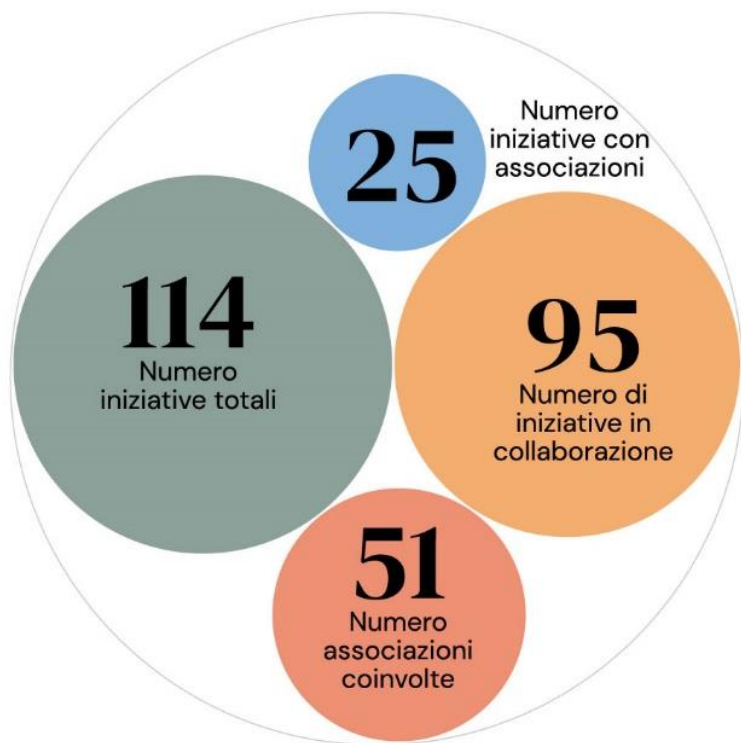 25
Numero
iniziative con
associazioni
114
Numero
iniziative totali
95
Numero di
iniziative in
collaborazione
51
Numero
associazioni
coinvolte